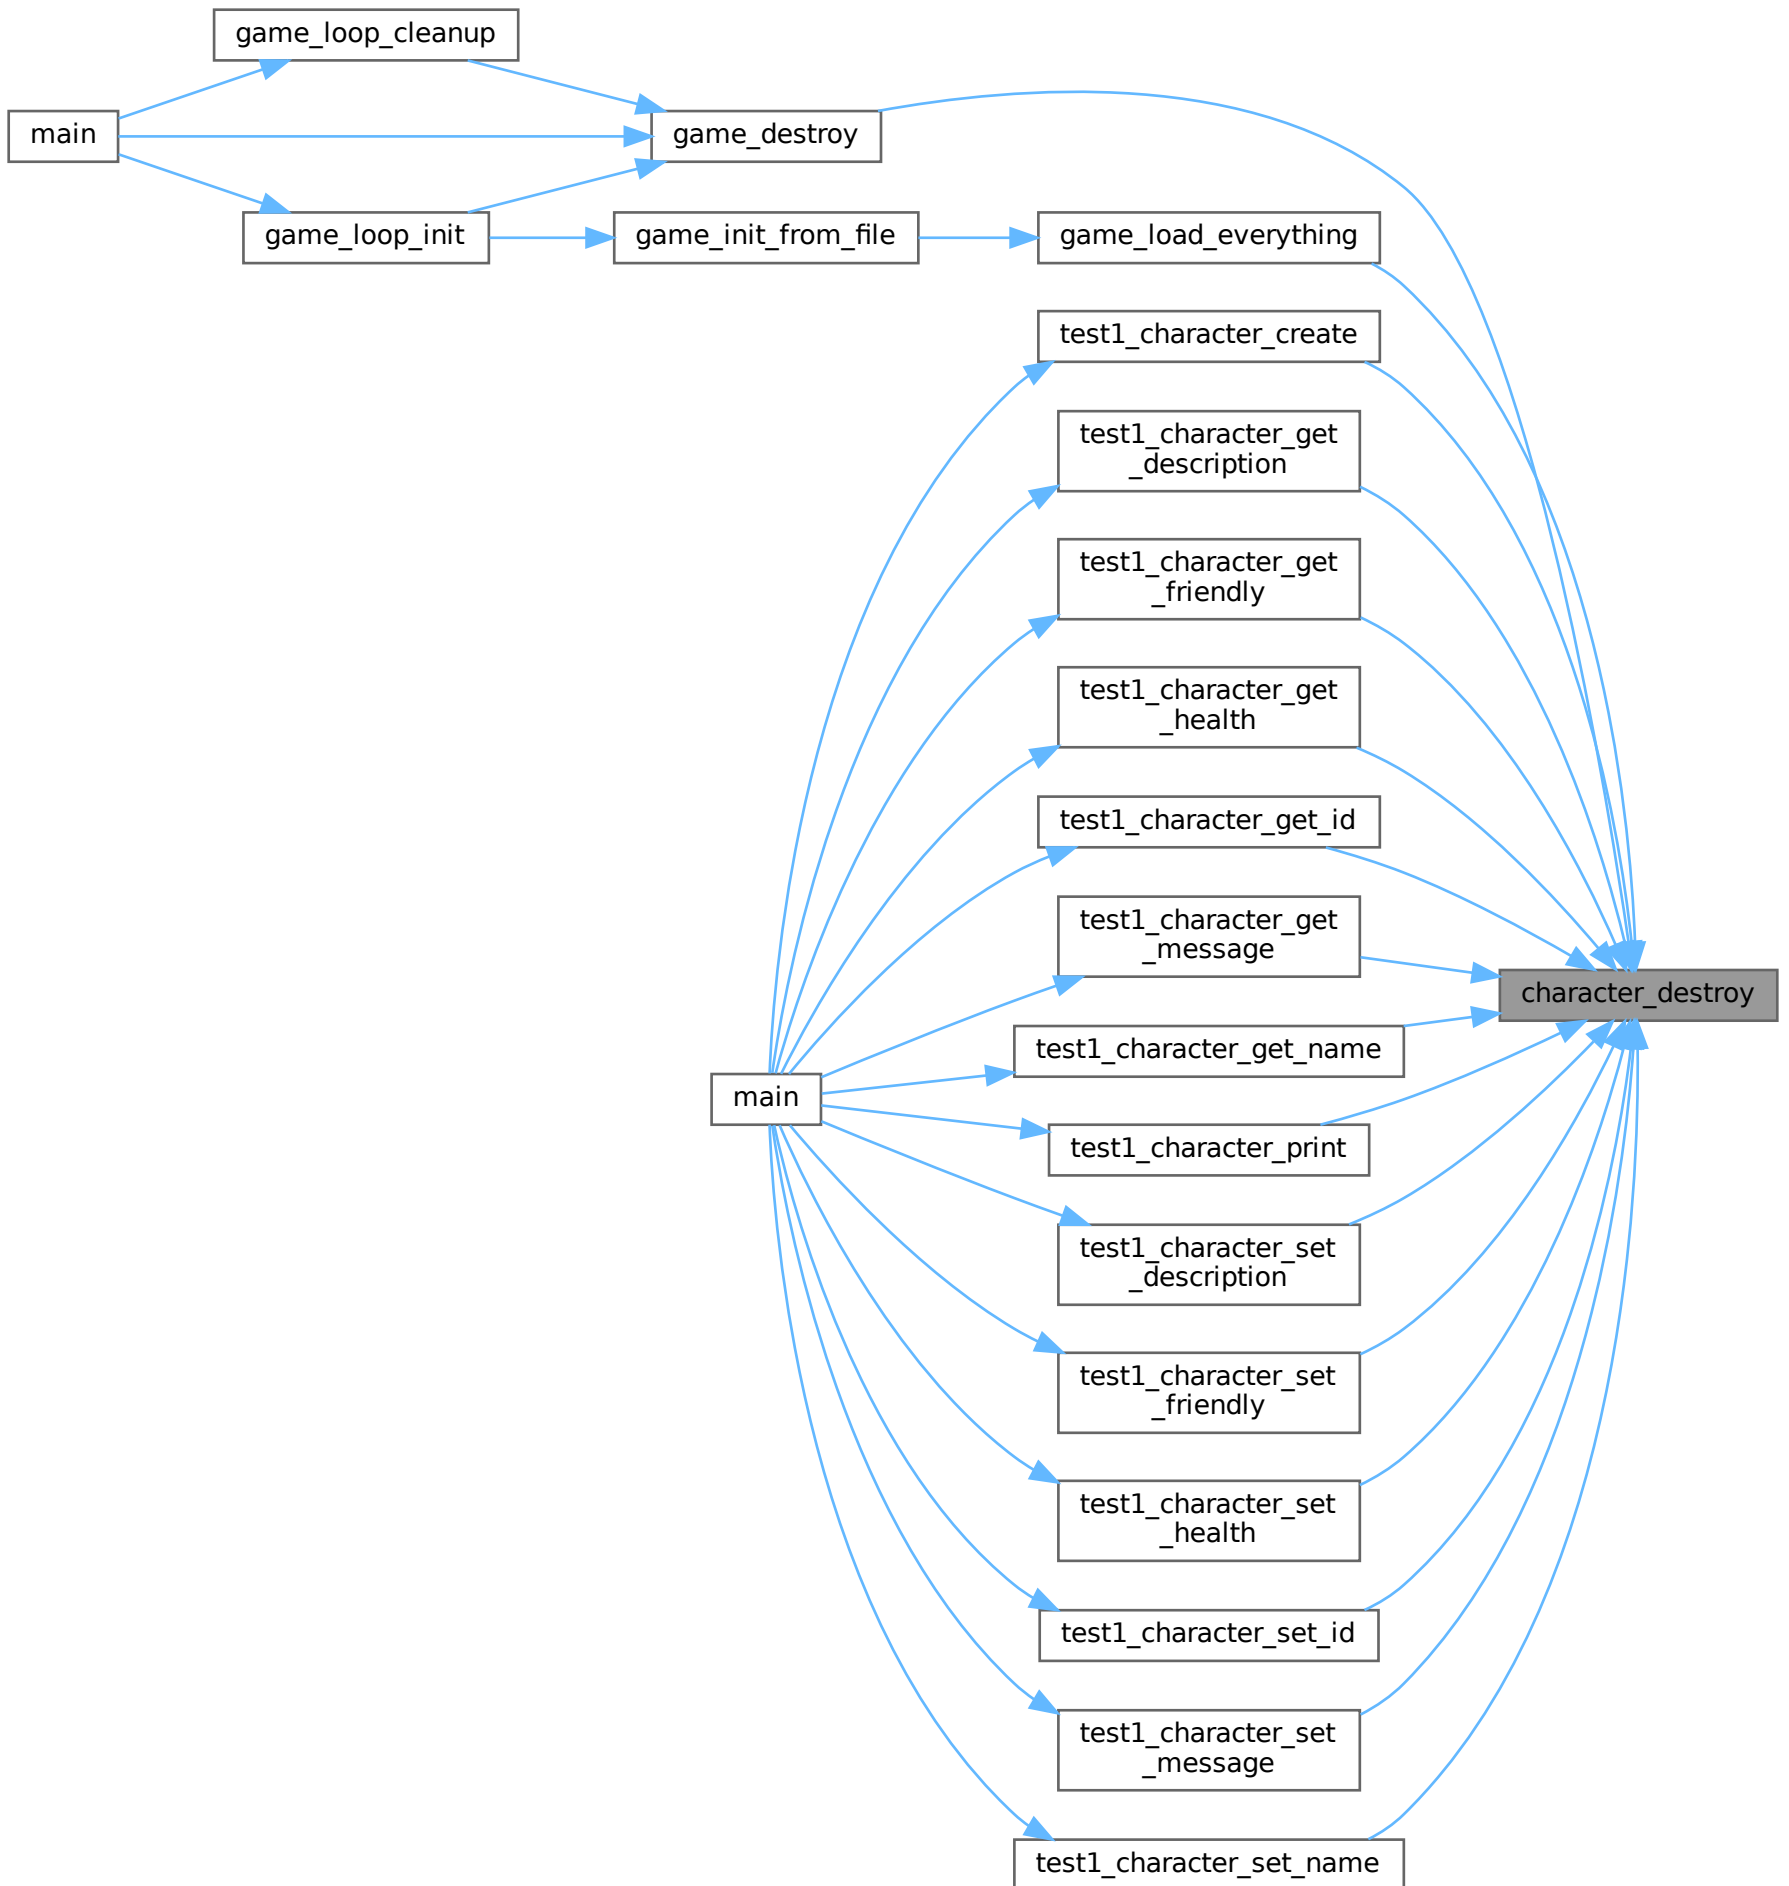 game_loop_cleanup
main
game_destroy
game_loop_init
game_init_from_file
game_load_everything
test1_character_create
test1_character_get
_description
test1_character_get
_friendly
test1_character_get
_health
test1_character_get_id
test1_character_get
_message
character_destroy
test1_character_get_name
main
test1_character_print
test1_character_set
_description
test1_character_set
_friendly
test1_character_set
_health
test1_character_set_id
test1_character_set
_message
test1_character_set_name